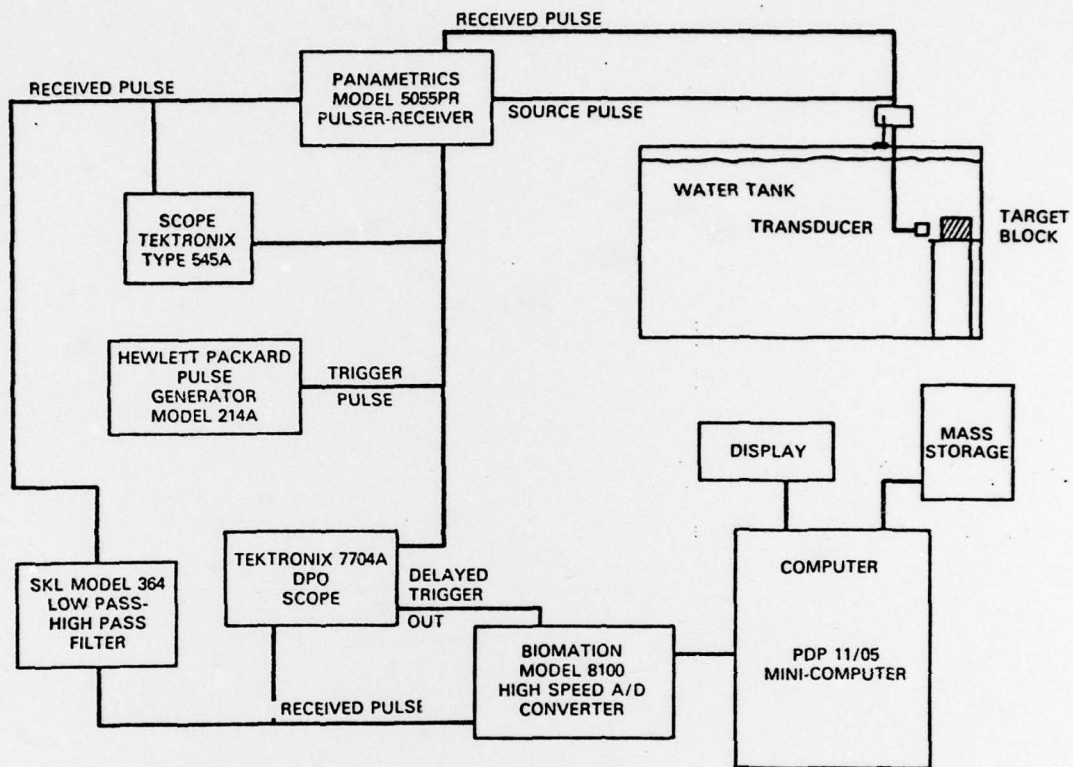 RECEIVED PULSE
RECEIVED PULSE
PANAMETRICS
MODEL 5055PR
PULSER-RECEIVER
SOURCE PULSE
WATER TANK
TRANSDUCER
TARGET
BLOCK
SCOPE
TEKTRONIX
TYPE 545A
HEWLETT PACKARD
PULSE
GENERATOR
MODEL 214A
TRIGGER
PULSE
DISPLAY
MASS
STORAGE
TEKTRONIX 7704A
DPO
SCOPE
DELAYED
TRIGGER
OUT
SKL MODEL 364
LOW PASS-
HIGH PASS
FILTER
RECEIVED PULSE
BIOMATION
MODEL 8100
HIGH SPEED A/D
CONVERTER
COMPUTER
PDP 11/05
MINI-COMPUTER